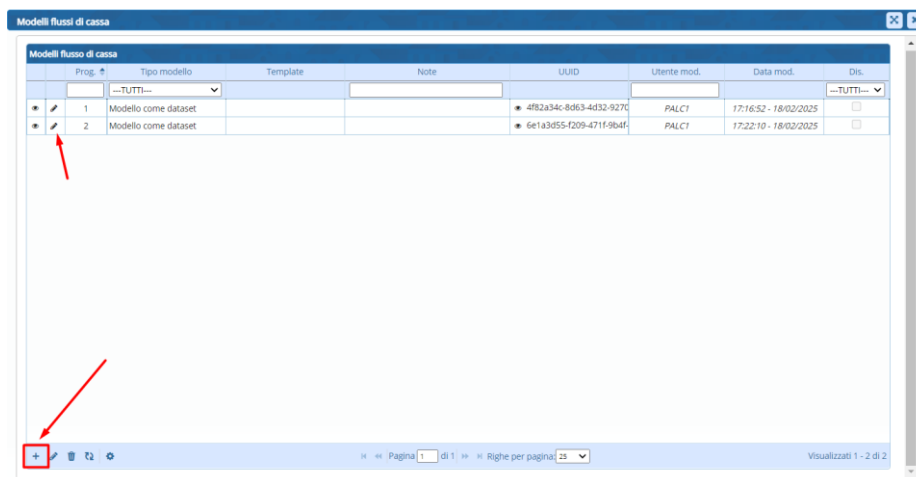 Modelli flussi di cassa
Modelli flusso di cassa
Prog. Tipo modello Template Note UUID Utente mod. Data mod. Dis.
---TUTTI--- ---TUTTI---
1 Modello come dataset 4f82a34c-8d63-4d32-927c PALC1 17:16:52 - 18/02/2025
2 Modello come dataset 6e1a3d55-f209-471f-9b4f- PALC1 17:22:10 - 18/02/2025
Pagina 1 di 1 Righe per pagina: 25 Visualizzati 1 - 2 di 2